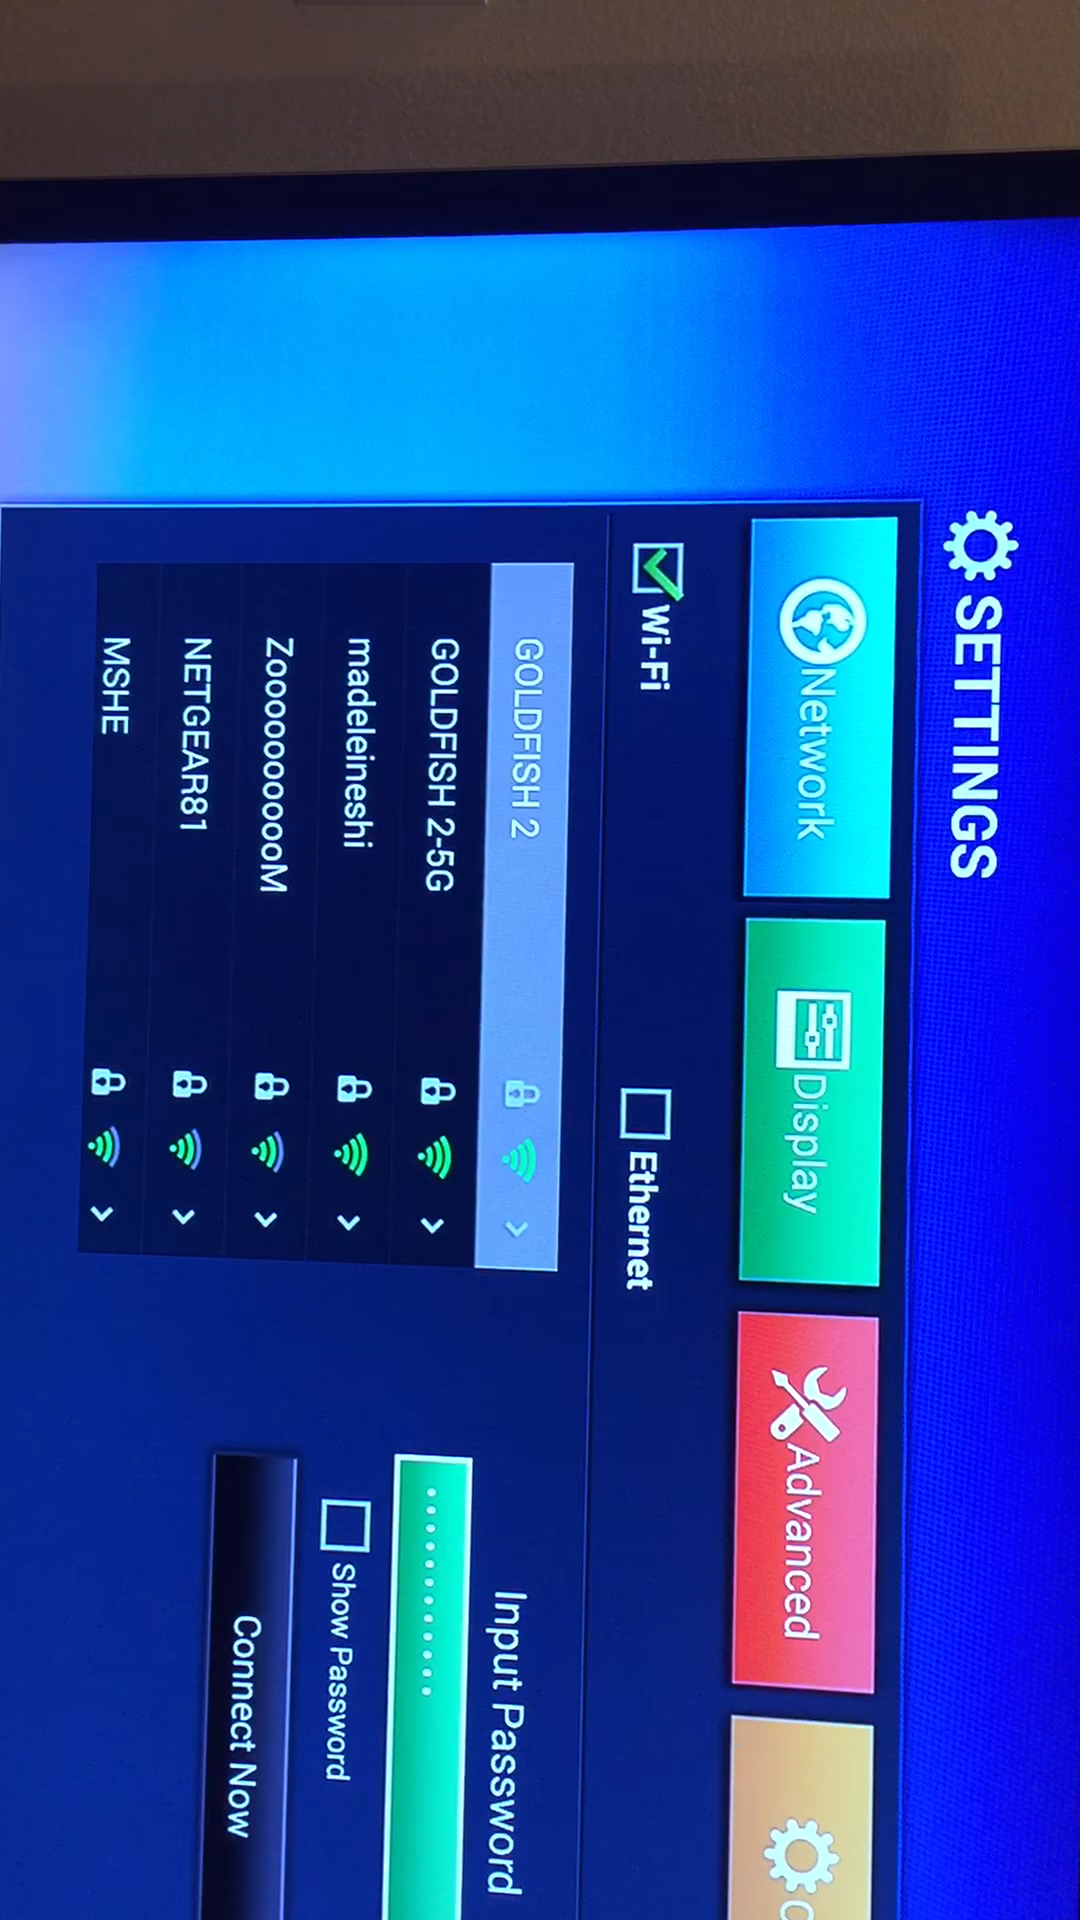 SETTINGS
Network
Display
Advanced
Wi-Fi
Ethernet
GOLDFISH 2
GOLDFISH 2-5G
madeleineshi
ZoooooooooM
NETGEAR81
MSHE
Input Password
Show Password
Connect Now